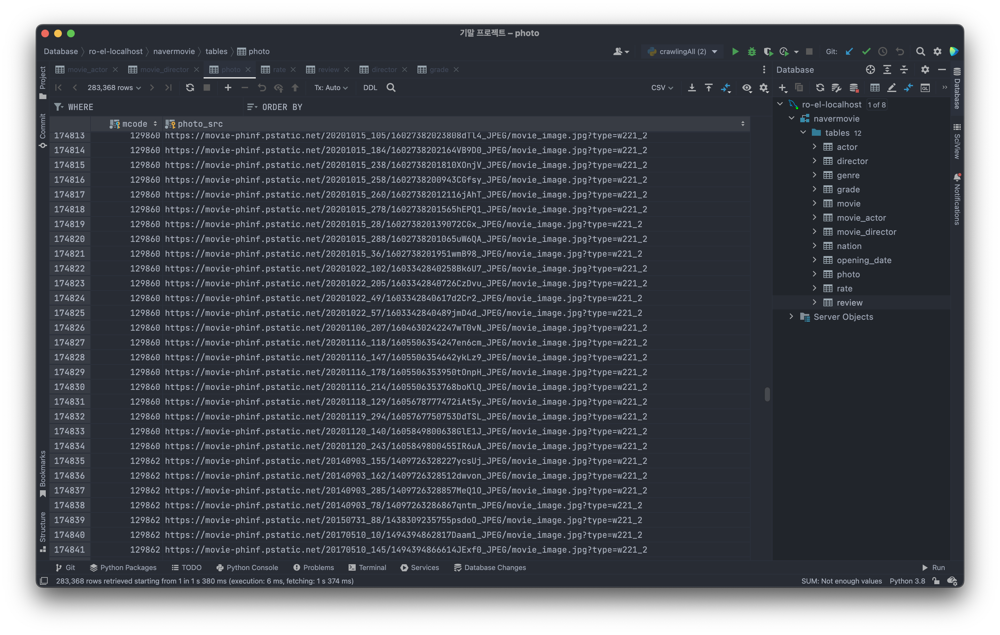 기말 프로젝트 – photo
Database ro-el-localhost navermovie tables photo
crawlingAll (2) Git:
movie_actor movie_director photo rate review director grade
Database
283,368 rows Tx: Auto DDL CSV
WHERE ORDER BY
mcode photo_src
174813 129860 https://movie-phinf.pstatic.net/20201015_105/16027382023808dTl4_JPEG/movie_image.jpg?type=w221_2
174814 129860 https://movie-phinf.pstatic.net/20201015_184/1602738202164VB9D0_JPEG/movie_image.jpg?type=w221_2
174815 129860 https://movie-phinf.pstatic.net/20201015_238/1602738201810XOnjV_JPEG/movie_image.jpg?type=w221_2
174816 129860 https://movie-phinf.pstatic.net/20201015_258/1602738200943CGfsy_JPEG/movie_image.jpg?type=w221_2
174817 129860 https://movie-phinf.pstatic.net/20201015_260/16027382012116jAhT_JPEG/movie_image.jpg?type=w221_2
174818 129860 https://movie-phinf.pstatic.net/20201015_278/1602738201565hEPQ1_JPEG/movie_image.jpg?type=w221_2
174819 129860 https://movie-phinf.pstatic.net/20201015_28/160273820139072CGx_JPEG/movie_image.jpg?type=w221_2
174820 129860 https://movie-phinf.pstatic.net/20201015_288/1602738201065uW6QA_JPEG/movie_image.jpg?type=w221_2
174821 129860 https://movie-phinf.pstatic.net/20201015_36/1602738201951wmB98_JPEG/movie_image.jpg?type=w221_2
174822 129860 https://movie-phinf.pstatic.net/20201022_102/1603342840258Bk6U7_JPEG/movie_image.jpg?type=w221_2
174823 129860 https://movie-phinf.pstatic.net/20201022_205/1603342840726CzDvu_JPEG/movie_image.jpg?type=w221_2
174824 129860 https://movie-phinf.pstatic.net/20201022_49/1603342840617d2Cr2_JPEG/movie_image.jpg?type=w221_2
174825 129860 https://movie-phinf.pstatic.net/20201022_57/1603342840489jmD4d_JPEG/movie_image.jpg?type=w221_2
174826 129860 https://movie-phinf.pstatic.net/20201106_207/1604630242247wT0vN_JPEG/movie_image.jpg?type=w221_2
174827 129860 https://movie-phinf.pstatic.net/20201116_118/1605506354247en6cm_JPEG/movie_image.jpg?type=w221_2
174828 129860 https://movie-phinf.pstatic.net/20201116_147/1605506354642ykLz9_JPEG/movie_image.jpg?type=w221_2
174829 129860 https://movie-phinf.pstatic.net/20201116_178/1605506353950tOnpH_JPEG/movie_image.jpg?type=w221_2
174830 129860 https://movie-phinf.pstatic.net/20201116_214/1605506353768boKlQ_JPEG/movie_image.jpg?type=w221_2
174831 129860 https://movie-phinf.pstatic.net/20201118_129/1605678777472iAt5y_JPEG/movie_image.jpg?type=w221_2
174832 129860 https://movie-phinf.pstatic.net/20201119_294/1605767750753DdTSL_JPEG/movie_image.jpg?type=w221_2
174833 129860 https://movie-phinf.pstatic.net/20201120_140/1605849800638GlE1J_JPEG/movie_image.jpg?type=w221_2
174834 129860 https://movie-phinf.pstatic.net/20201120_243/1605849800455IR6uA_JPEG/movie_image.jpg?type=w221_2
174835 129862 https://movie-phinf.pstatic.net/20140903_155/1409726328227ycsUj_JPEG/movie_image.jpg?type=w221_2
174836 129862 https://movie-phinf.pstatic.net/20140903_162/1409726328512dwvon_JPEG/movie_image.jpg?type=w221_2
174837 129862 https://movie-phinf.pstatic.net/20140903_285/1409726328857MeQ1O_JPEG/movie_image.jpg?type=w221_2
174838 129862 https://movie-phinf.pstatic.net/20140903_78/14097263286867qntm_JPEG/movie_image.jpg?type=w221_2
174839 129862 https://movie-phinf.pstatic.net/20150731_88/1438309235755psdoO_JPEG/movie_image.jpg?type=w221_2
174840 129862 https://movie-phinf.pstatic.net/20170510_10/1494394862817Daam1_JPEG/movie_image.jpg?type=w221_2
174841 129862 https://movie-phinf.pstatic.net/20170510_145/1494394866614JExf0_JPEG/movie_image.jpg?type=w221_2
ro-el-localhost 1 of 8
navermovie
tables 12
actor
director
genre
grade
movie
movie_actor
movie_director
nation
opening_date
photo
rate
review
Server Objects
Project
Commit
Bookmarks
Structure
Database
SciView
Notifications
Git Python Packages TODO Python Console Problems Terminal Services Database Changes Run
283,368 rows retrieved starting from 1 in 1 s 380 ms (execution: 6 ms, fetching: 1 s 374 ms) SUM: Not enough values Python 3.8